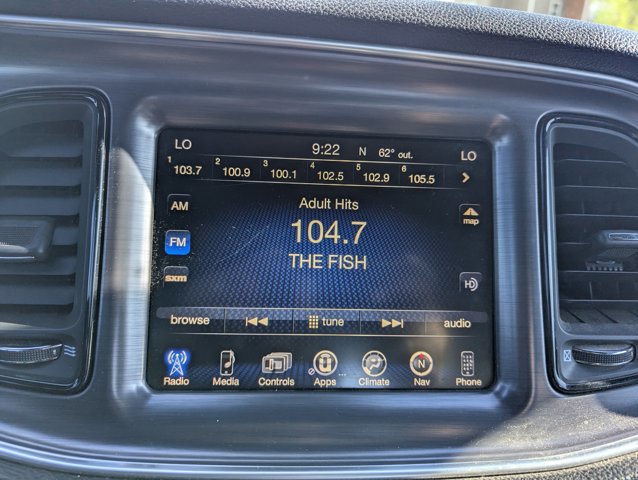 LO 9:22 N 62° out. LO
1 103.7 2 100.9 3 100.1 4 102.5 5 102.9 6 105.5
AM
Adult Hits
104.7
THE FISH
map
FM
sxm
HD
browse tune audio
Radio Media Controls Apps Climate Nav Phone
N